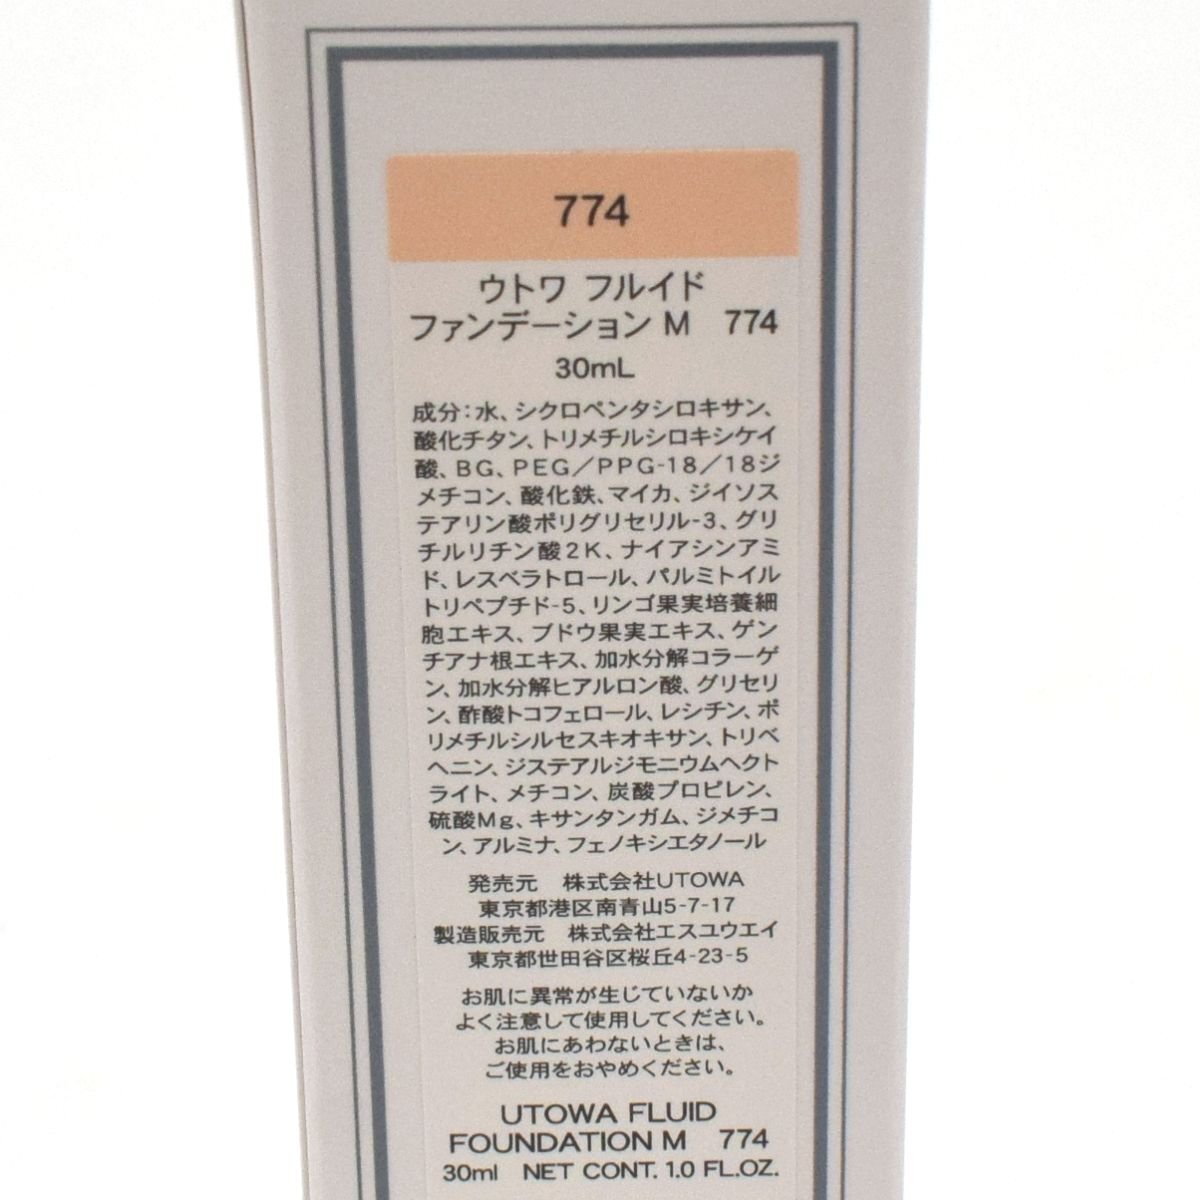 774
ウトワ フルイド
ファンデーション M 774
30mL
成分：水、シクロペンタシロキサン、
酸化チタン、トリメチルシロキシケイ
酸、BG、PEG／PPG-18／18ジ
メチコン、酸化鉄、マイカ、ジイソス
テアリン酸ポリグリセリル-3、グリ
チルリチン酸2K、ナイアシンアミ
ド、レスベラトロール、パルミトイル
トリペプチド-5、リンゴ果実培養細
胞エキス、ブドウ果実エキス、ゲン
チアナ根エキス、加水分解コラーゲ
ン、加水分解ヒアルロン酸、グリセリ
ン、酢酸トコフェロール、レシチン、ポ
リメチルシルセスキオキサン、トリベ
ヘニン、ジステアルジモニウムヘクト
ライト、メチコン、炭酸プロピレン、
硫酸Mg、キサンタンガム、ジメチコ
ン、アルミナ、フェノキシエタノール
発売元 株式会社UTOWA
東京都港区南青山5-7-17
製造販売元 株式会社エスユウエイ
東京都世田谷区桜丘4-23-5
お肌に異常が生じていないか
よく注意して使用してください。
お肌にあわないときは、
ご使用をおやめください。
UTOWA FLUID
FOUNDATION M 774
30ml NET CONT. 1.0 FL.OZ.